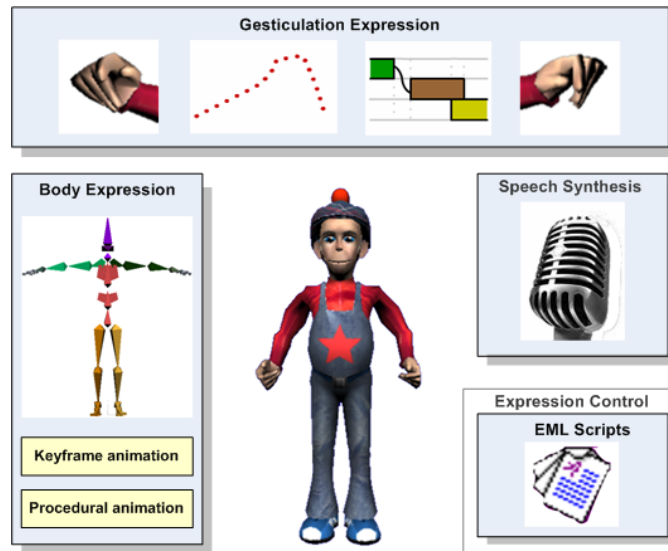 Gesticulation Expression
Body Expression
Keyframe animation
Procedural animation
Speech Synthesis
Expression Control
EML Scripts